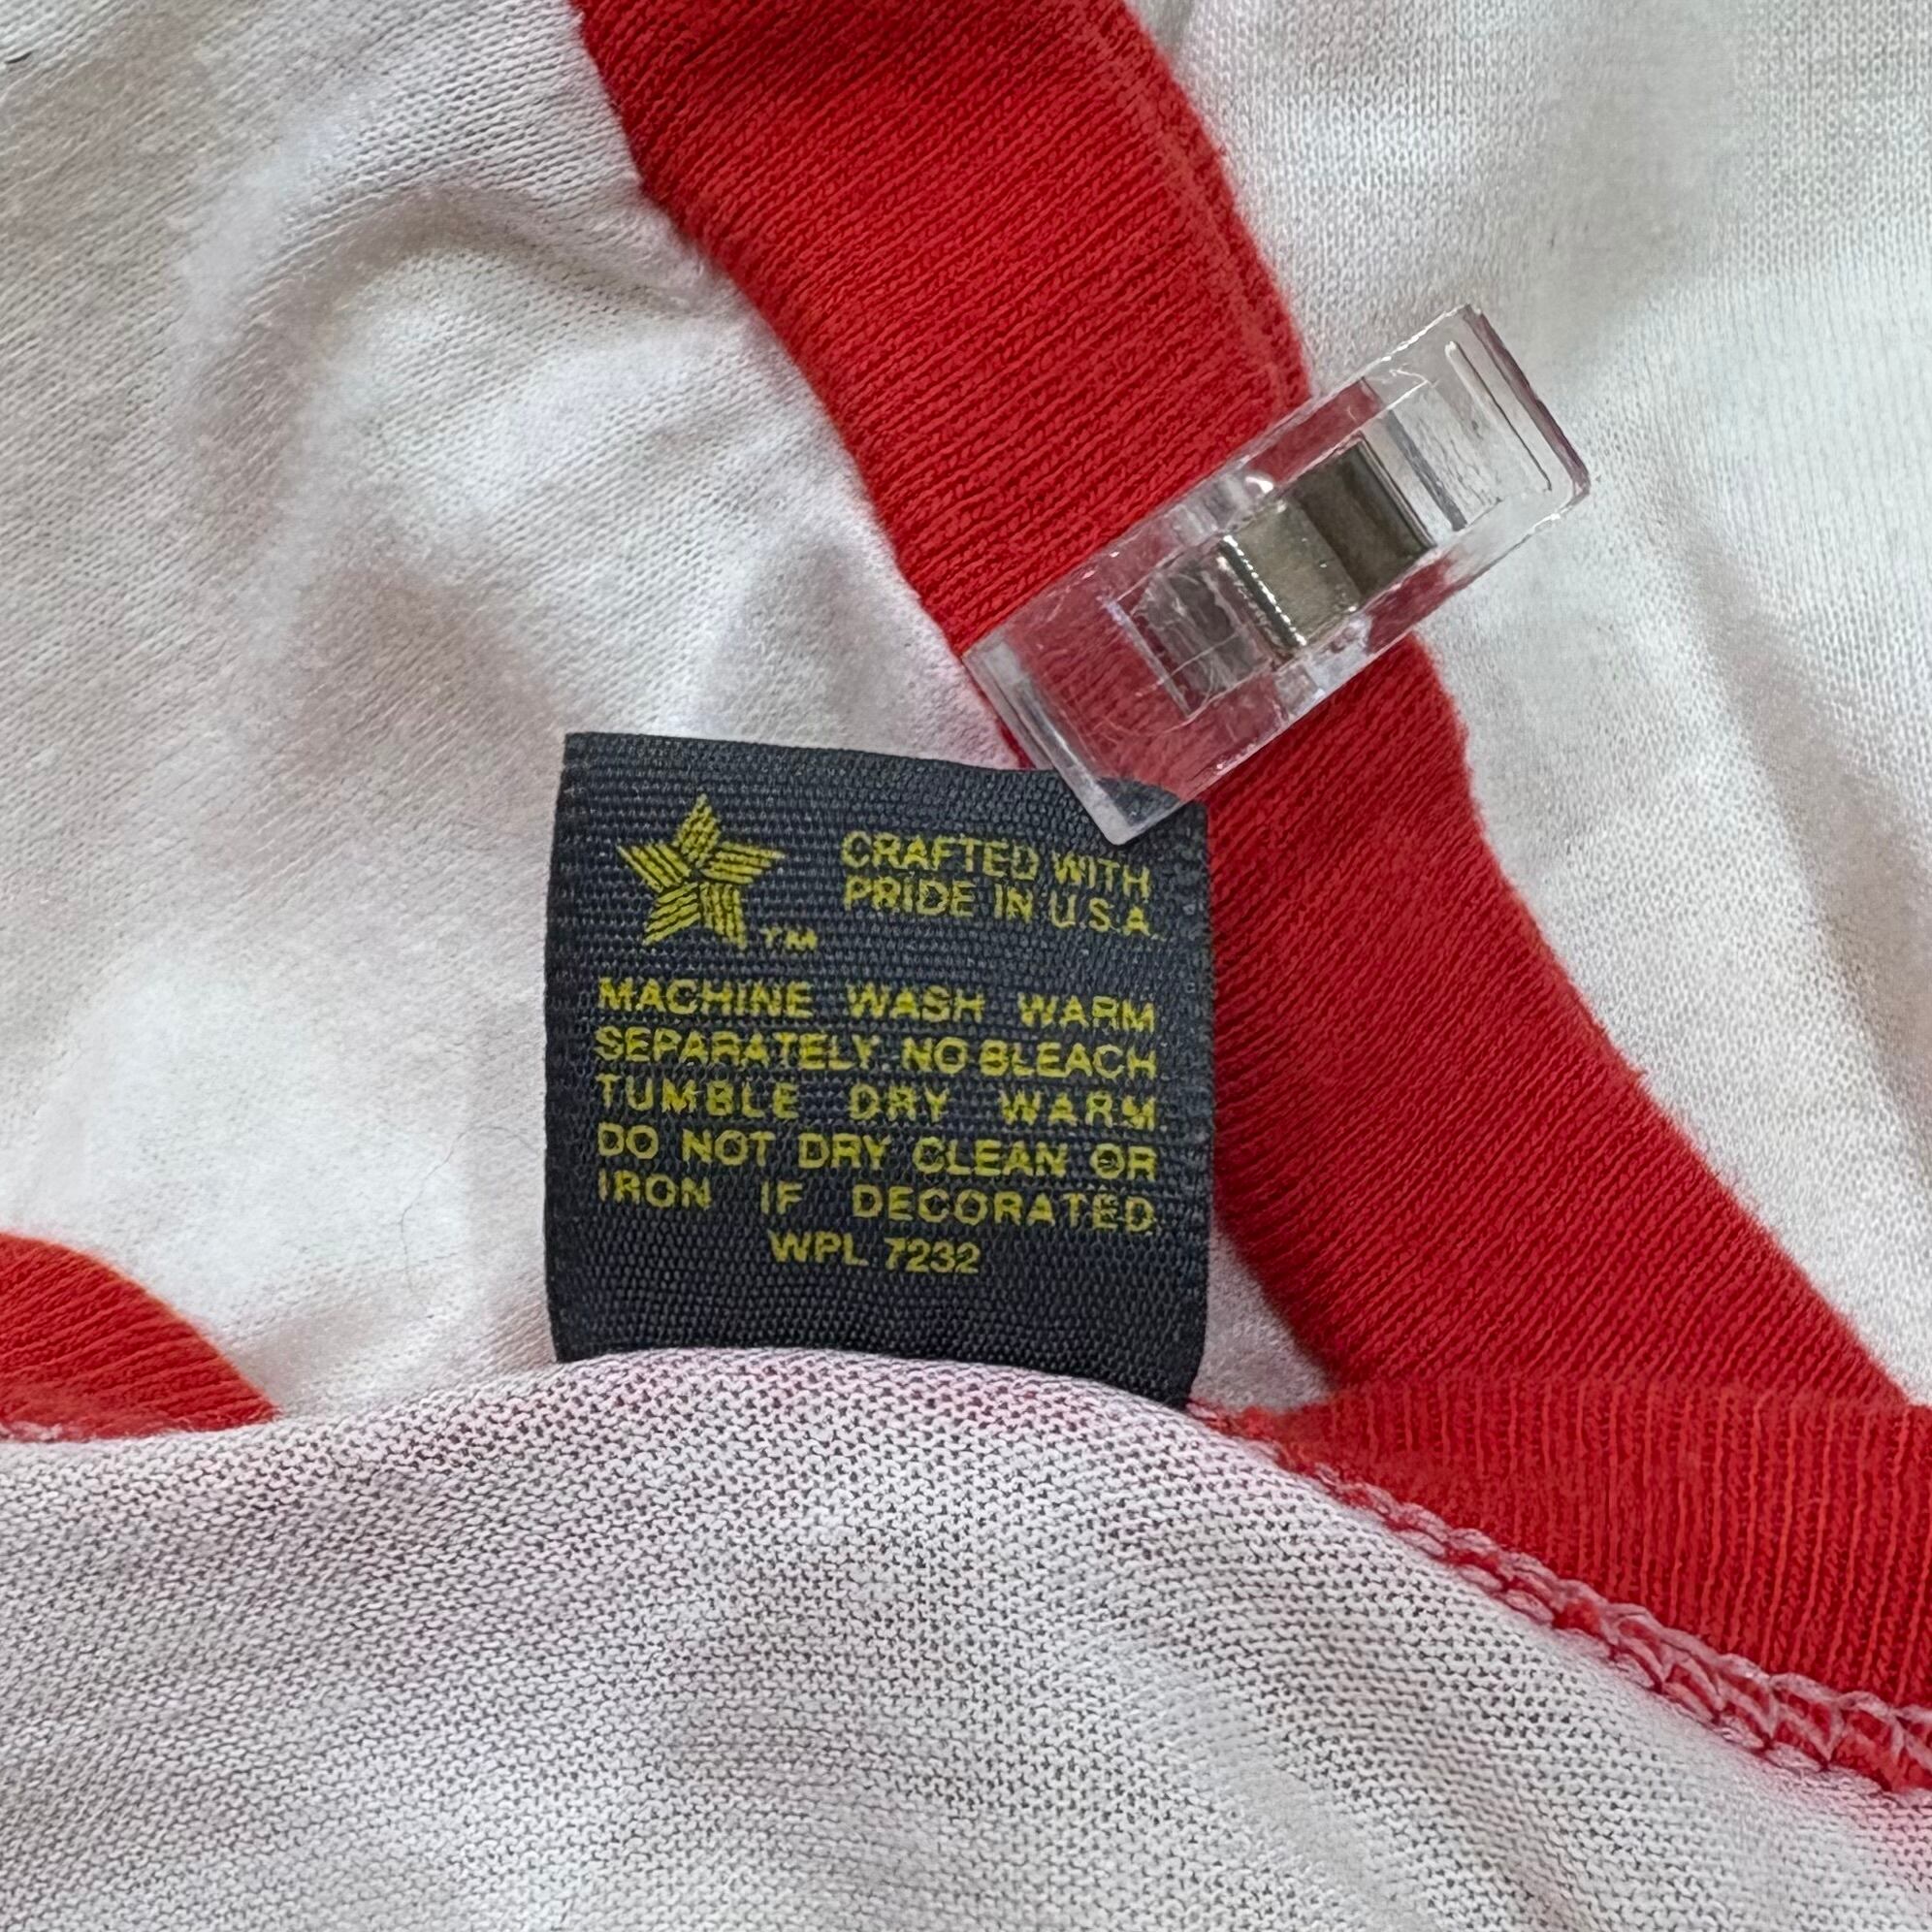 CRAFTED WITH
PRIDE IN U.S.A.
TM
MACHINE WASH WARM
SEPARATELY. NO BLEACH
TUMBLE DRY WARM.
DO NOT DRY CLEAN OR
IRON IF DECORATED
WPL 7232